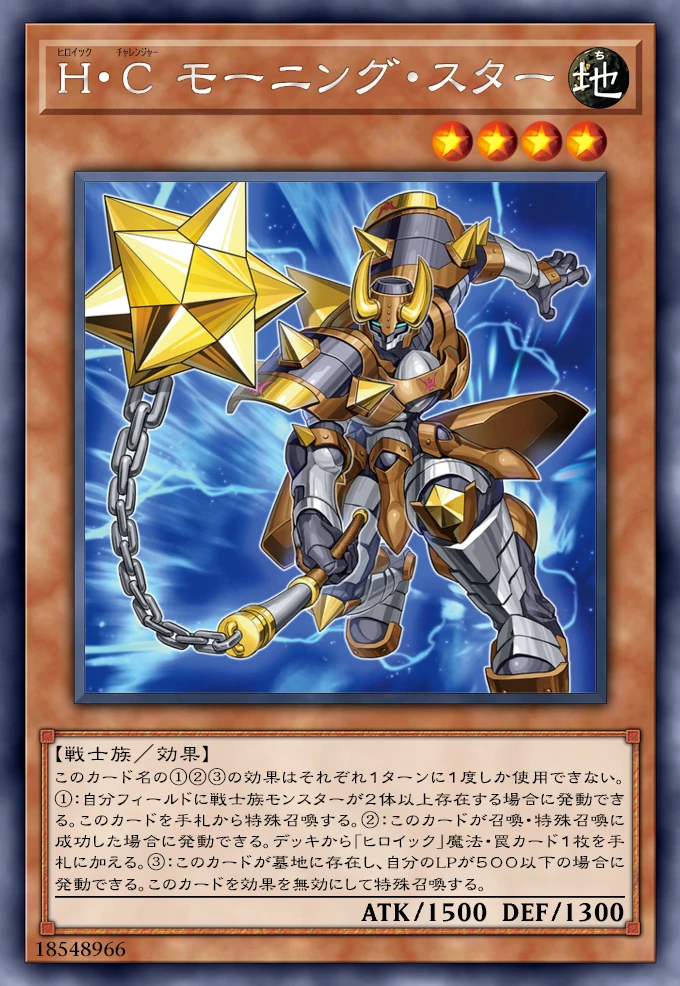 ヒロイック チャレンジャー
H・C モーニング・スター
ち
地
【戦士族／効果】
このカード名の①②③の効果はそれぞれ1ターンに1度しか使用できない。
①：自分フィールドに戦士族モンスターが2体以上存在する場合に発動でき
る。このカードを手札から特殊召喚する。②：このカードが召喚・特殊召喚に
成功した場合に発動できる。デッキから「ヒロイック」魔法・罠カード1枚を手
札に加える。③：このカードが墓地に存在し、自分のLPが500以下の場合に
発動できる。このカードを効果を無効にして特殊召喚する。
ATK/1500 DEF/1300
18548966